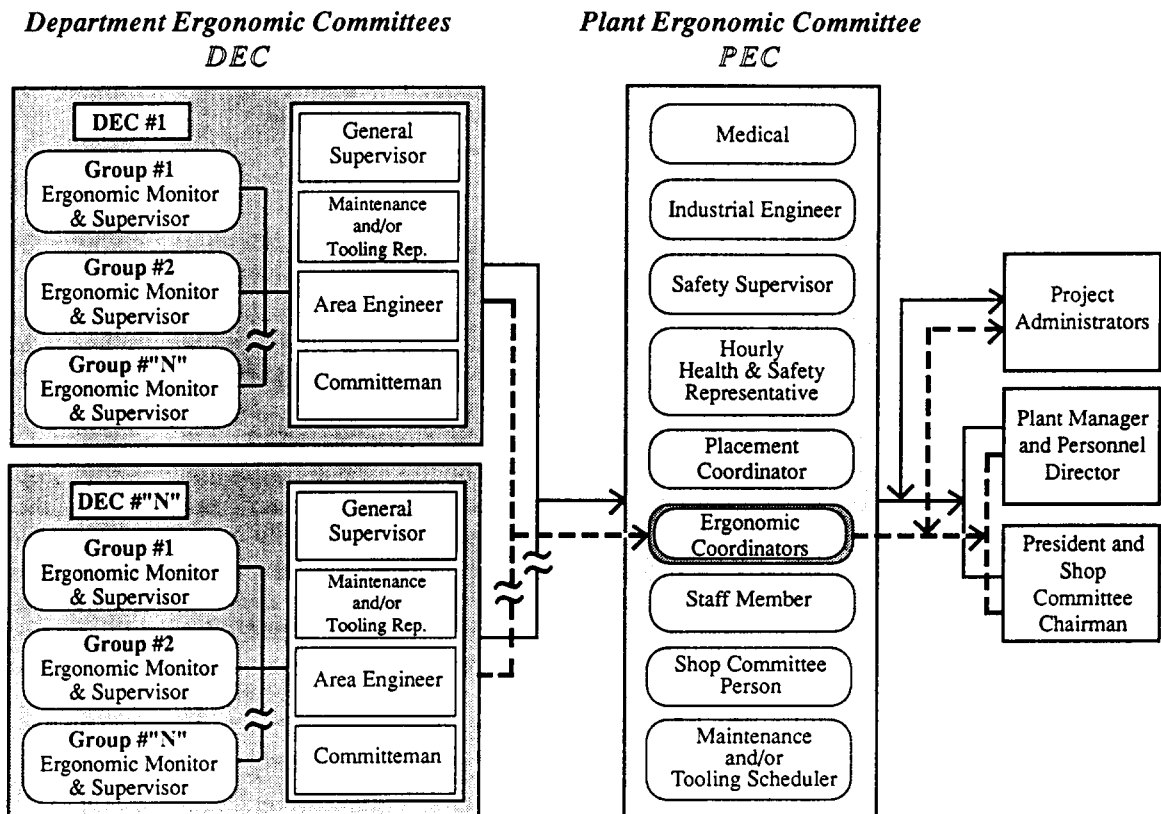 Department Ergonomic Committees
DEC
DEC #1
Group #1
Ergonomic Monitor
& Supervisor
Group #2
Ergonomic Monitor
& Supervisor
Group #"N"
Ergonomic Monitor
& Supervisor
General
Supervisor
Maintenance
and/or
Tooling Rep.
Area Engineer
Committeman
DEC #"N"
Group #1
Ergonomic Monitor
& Supervisor
Group #2
Ergonomic Monitor
& Supervisor
Group #"N"
Ergonomic Monitor
& Supervisor
General
Supervisor
Maintenance
and/or
Tooling Rep.
Area Engineer
Committeman
Plant Ergonomic Committee
PEC
Medical
Industrial Engineer
Safety Supervisor
Hourly
Health & Safety
Representative
Placement
Coordinator
Ergonomic
Coordinators
Staff Member
Shop Committee
Person
Maintenance
and/or
Tooling Scheduler
Project
Administrators
Plant Manager
and Personnel
Director
President and
Shop
Committee
Chairman